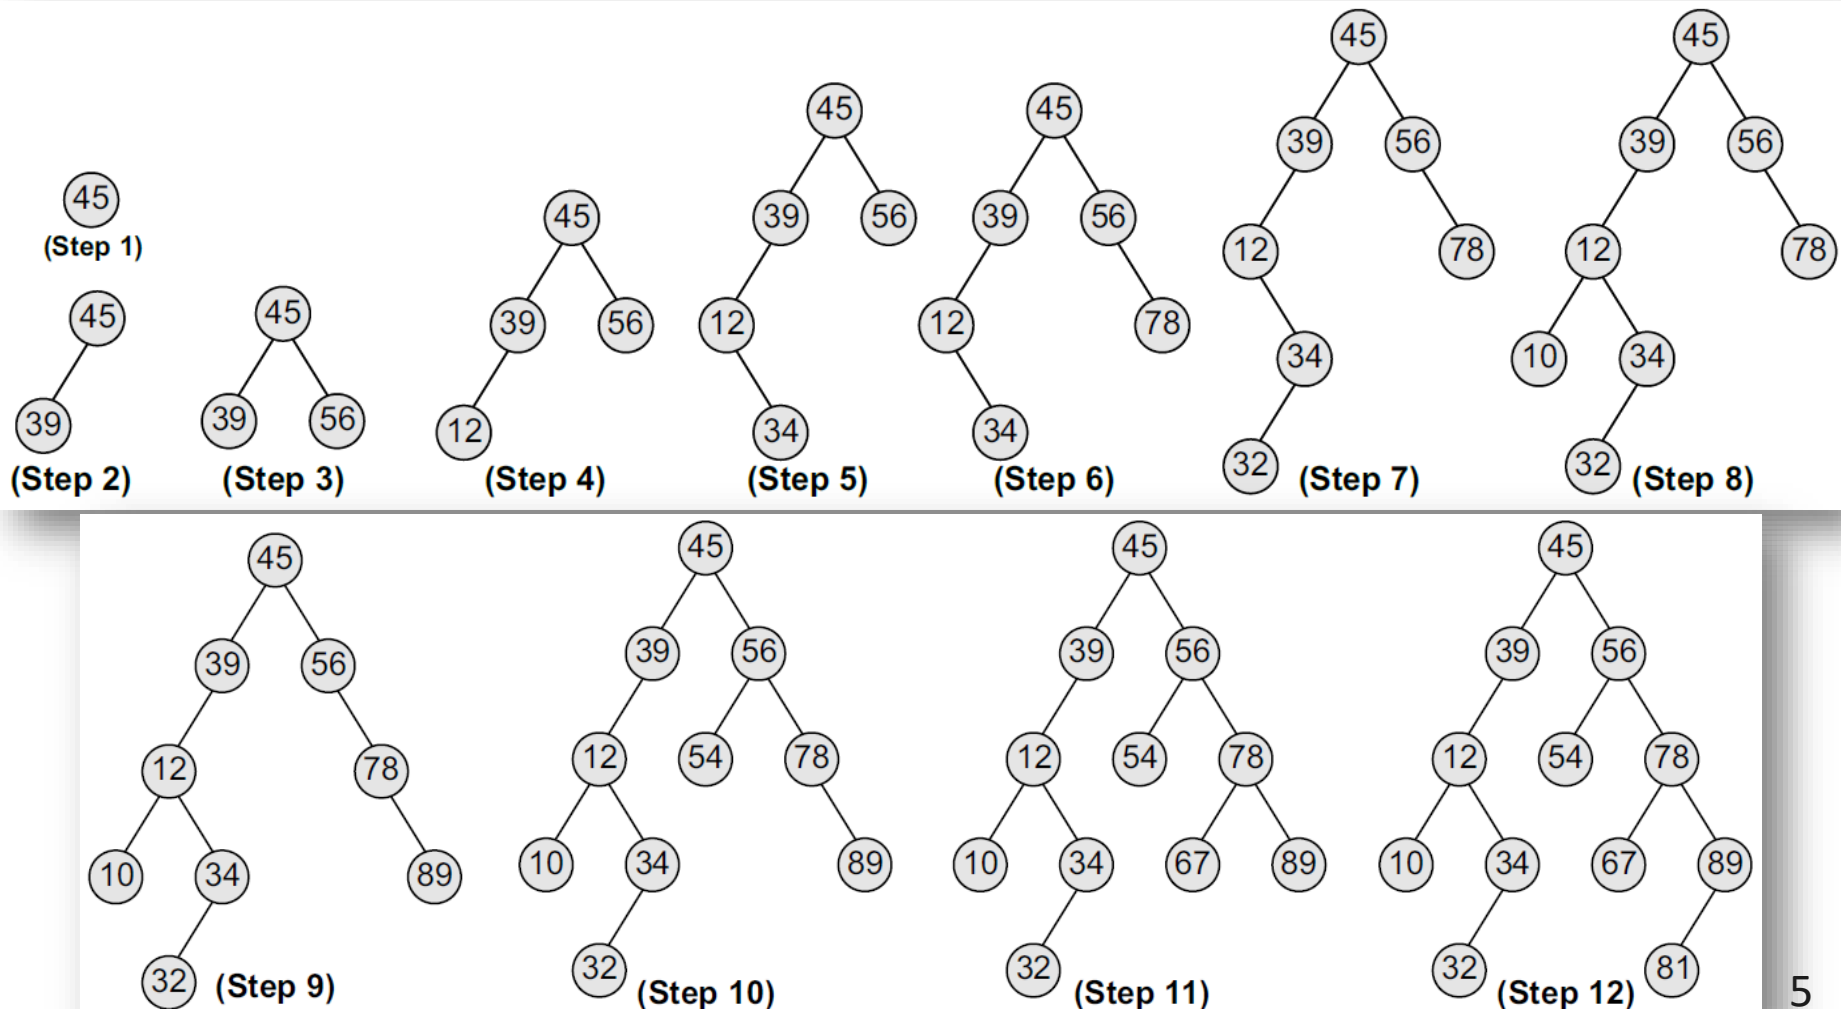 45
(Step 1)
45
39
(Step 2)
45
39 56
(Step 3)
45
39 56
12
(Step 4)
45
39 56
12
34
(Step 5)
45
39 56
12 78
34
(Step 6)
45
39 56
12 78
34
32
(Step 7)
45
39 56
12 78
10 34
32
(Step 8)
45
39 56
12 78
10 34 89
32
(Step 9)
45
39 56
12 54 78
10 34 89
32
(Step 10)
45
39 56
12 54 78
10 34 67 89
32
(Step 11)
45
39 56
12 54 78
10 34 67 89
32 81
(Step 12)
5